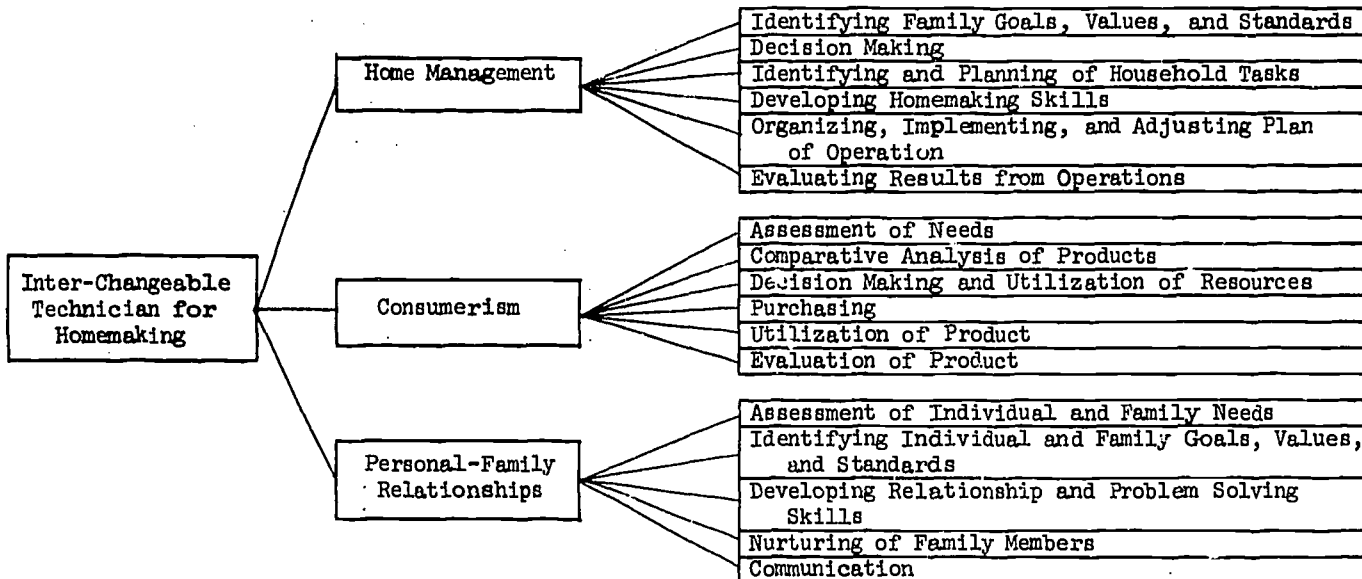 Inter-Changeable
Technician for
Homemaking
Home Management
Identifying Family Goals, Values, and Standards
Decision Making
Identifying and Planning of Household Tasks
Developing Homemaking Skills
Organizing, Implementing, and Adjusting Plan
of Operation
Evaluating Results from Operations
Consumerism
Assessment of Needs
Comparative Analysis of Products
Decision Making and Utilization of Resources
Purchasing
Utilization of Product
Evaluation of Product
Personal-Family
Relationships
Assessment of Individual and Family Needs
Identifying Individual and Family Goals, Values,
and Standards
Developing Relationship and Problem Solving
Skills
Nurturing of Family Members
Communication